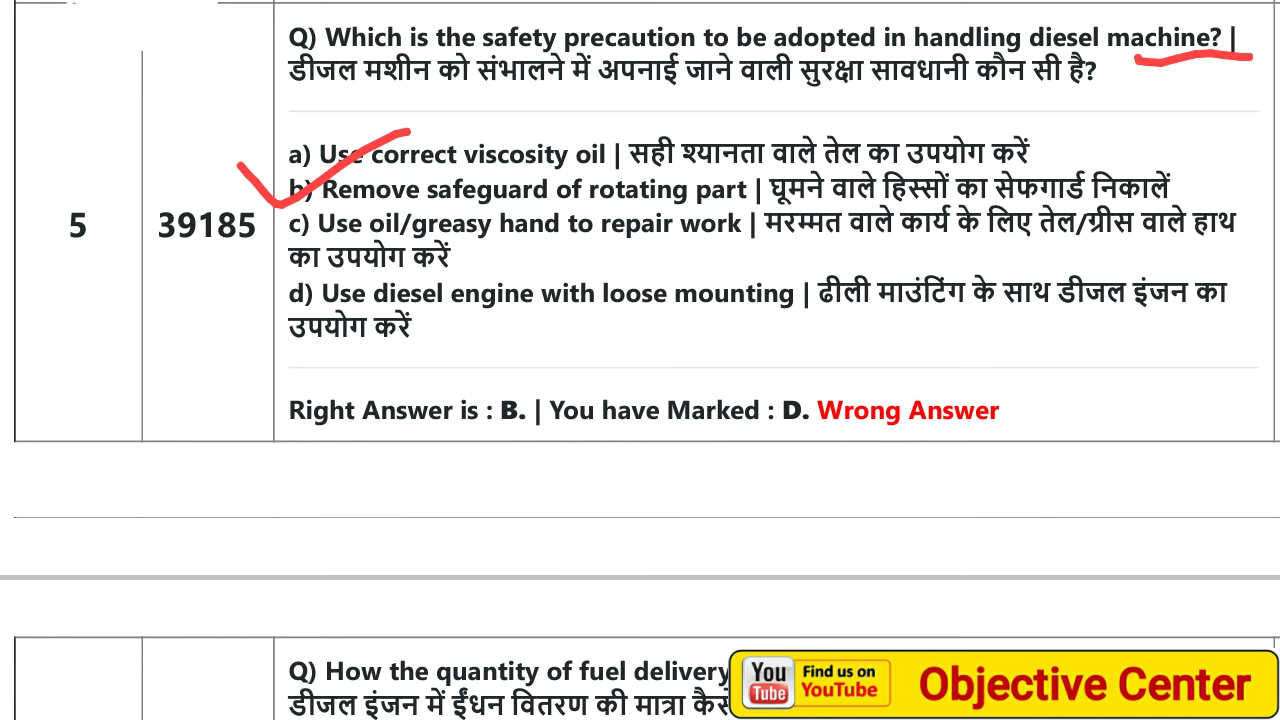 Q) Which is the safety precaution to be adopted in handling diesel machine? |
डीजल मशीन को संभालने में अपनाई जाने वाली सुरक्षा सावधानी कौन सी है?
a) Use correct viscosity oil | सही श्यानता वाले तेल का उपयोग करें
b) Remove safeguard of rotating part | घूमने वाले हिस्सों का सेफगार्ड निकालें
5
39185
c) Use oil/greasy hand to repair work | मरम्मत वाले कार्य के लिए तेल/ग्रीस वाले हाथ
का उपयोग करें
d) Use diesel engine with loose mounting | ढीली माउंटिंग के साथ डीजल इंजन का
उपयोग करें
Right Answer is : B. | You have Marked : D. Wrong Answer
Q) How the quantity of fuel delivery
डीजल इंजन में ईंधन वितरण की मात्रा कैसे
You Tube
Find us on
YouTube
Objective Center